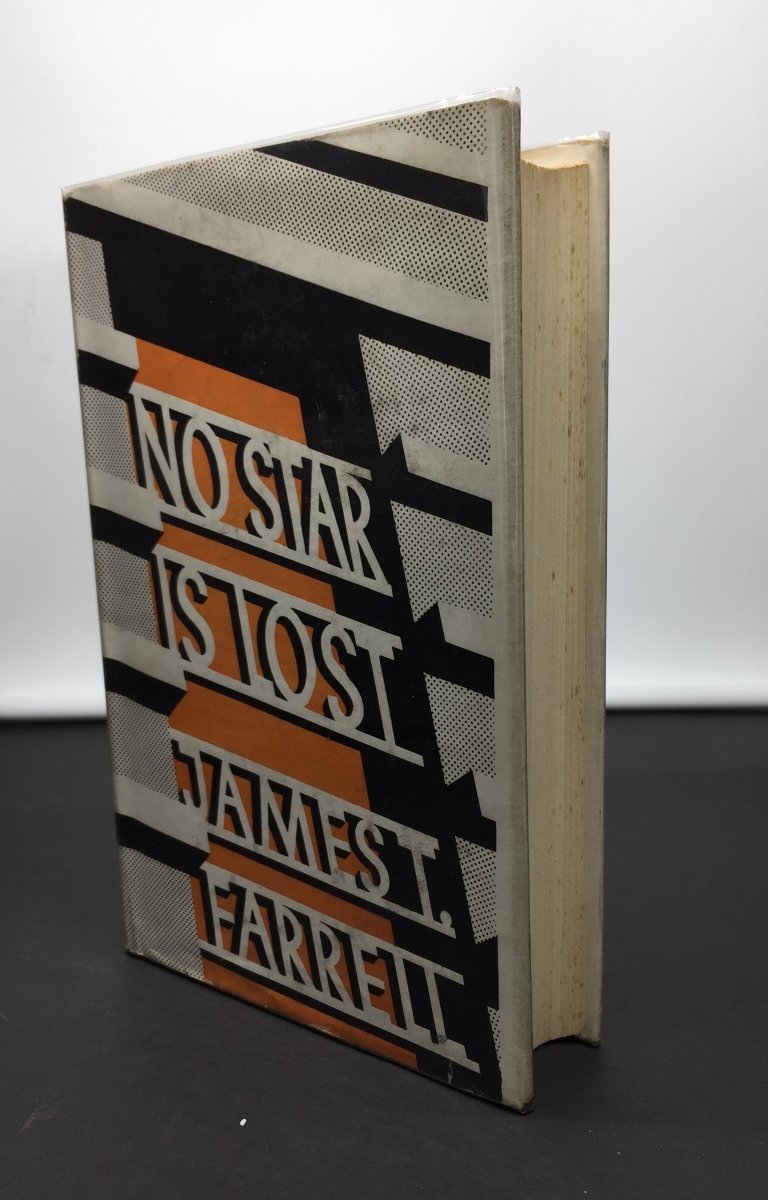 NO STAR
IS LOST
JAMES T.
FARRELL